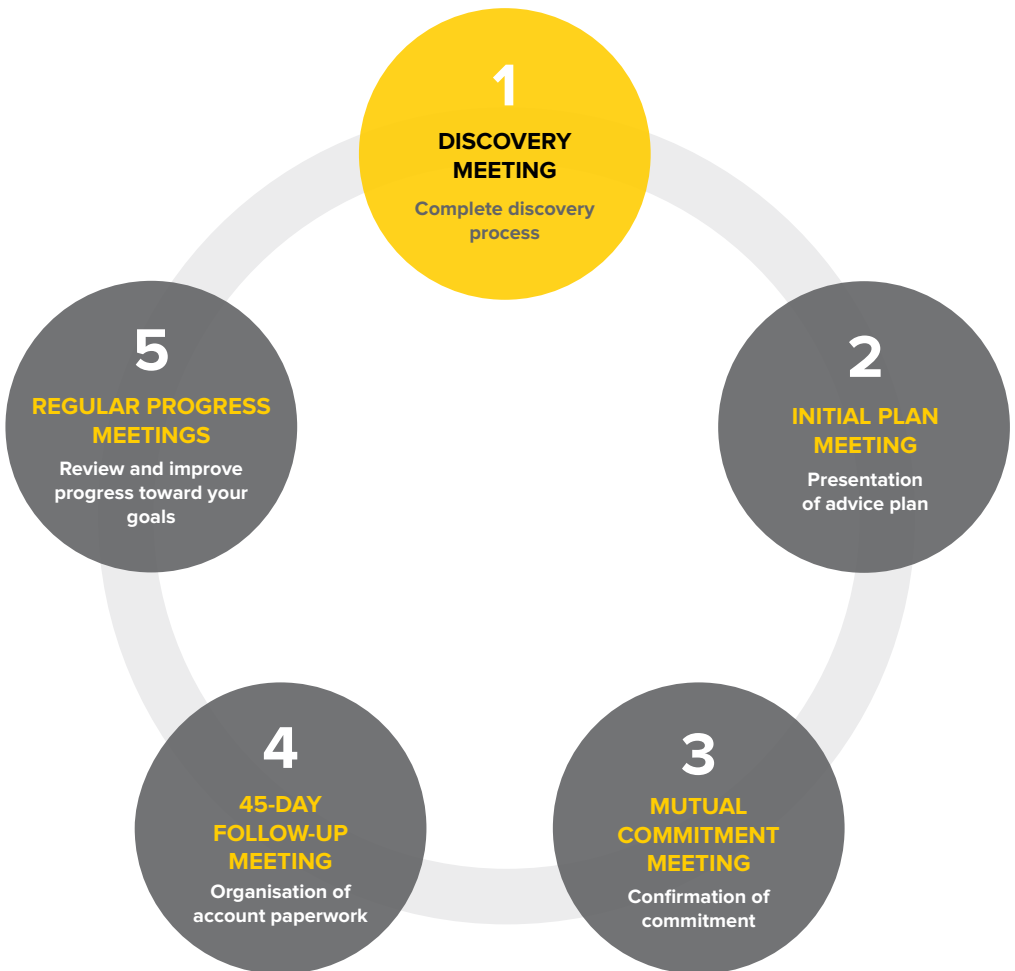 1
DISCOVERY
MEETING
Complete discovery
process
2
INITIAL PLAN
MEETING
Presentation
of advice plan
3
MUTUAL
COMMITMENT
MEETING
Confirmation of
commitment
4
45-DAY
FOLLOW-UP
MEETING
Organisation of
account paperwork
5
REGULAR PROGRESS
MEETINGS
Review and improve
progress toward your
goals